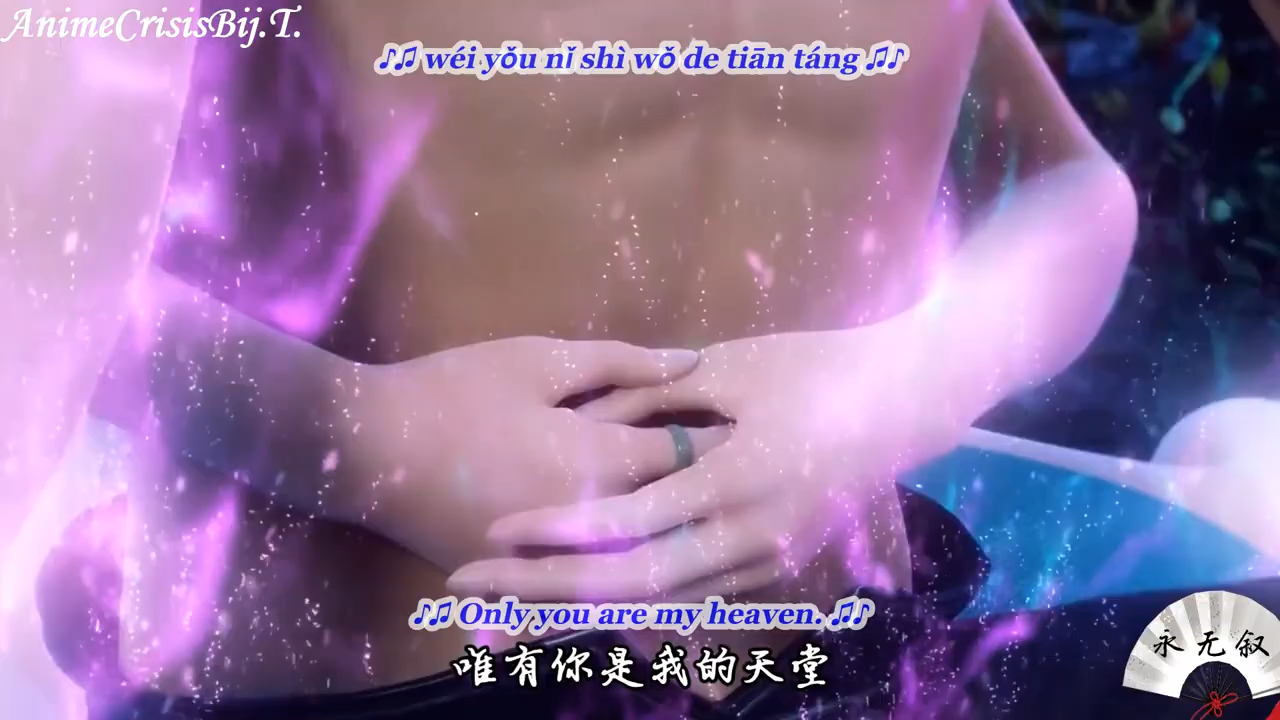 AnimeCrisisBij.T.
♪♫ wéi yǒu nǐ shì wǒ de tiān táng ♫♪
♪♫ Only you are my heaven. ♫♪
唯有你是我的天堂
永无叙